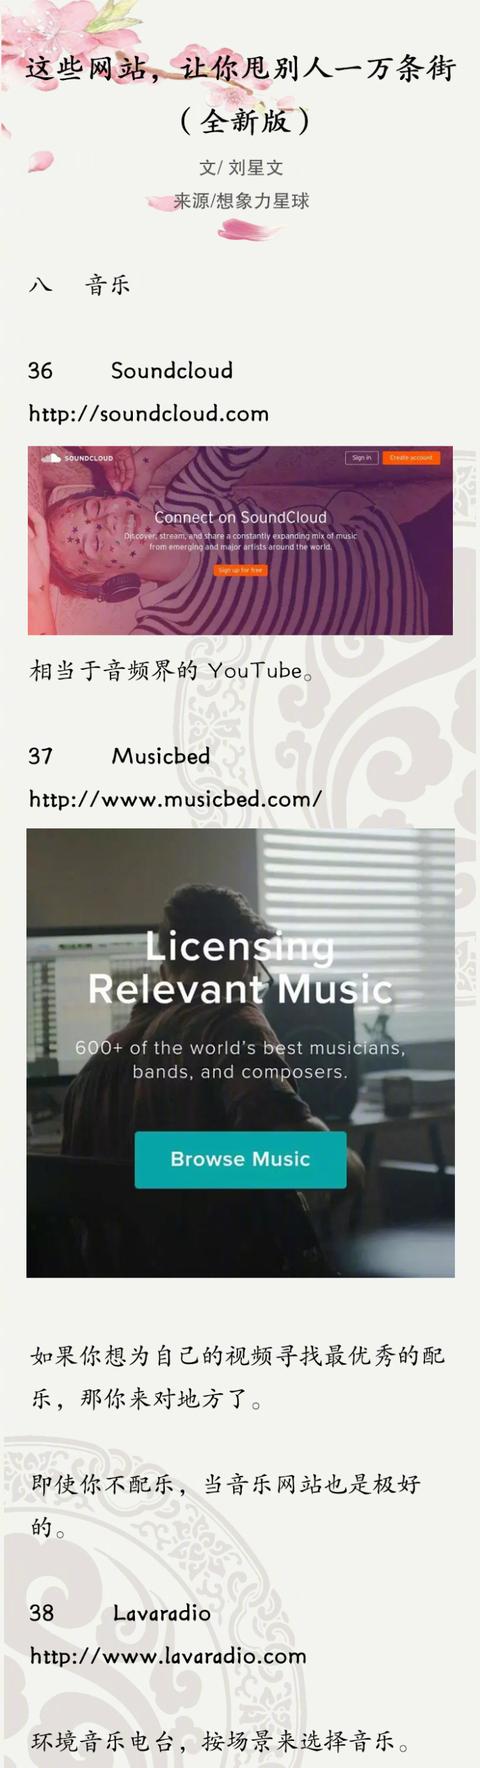 这些网站，让你甩别人一万条街
（全新版）
文/ 刘星文
来源/想象力星球
八 音乐
36 Soundcloud
http://soundcloud.com
SOUNDCLOUD
Sign in Create account
Connect on SoundCloud
Discover, stream, and share a constantly expanding mix of music
from emerging and major artists around the world.
Sign up for free
相当于音频界的 YouTube。
37 Musicbed
http://www.musicbed.com/
Licensing
Relevant Music
600+ of the world's best musicians,
bands, and composers.
Browse Music
如果你想为自己的视频寻找最优秀的配
乐，那你来对地方了。
即使你不配乐，当音乐网站也是极好
的。
38 Lavaradio
http://www.lavaradio.com
环境音乐电台，按场景来选择音乐。